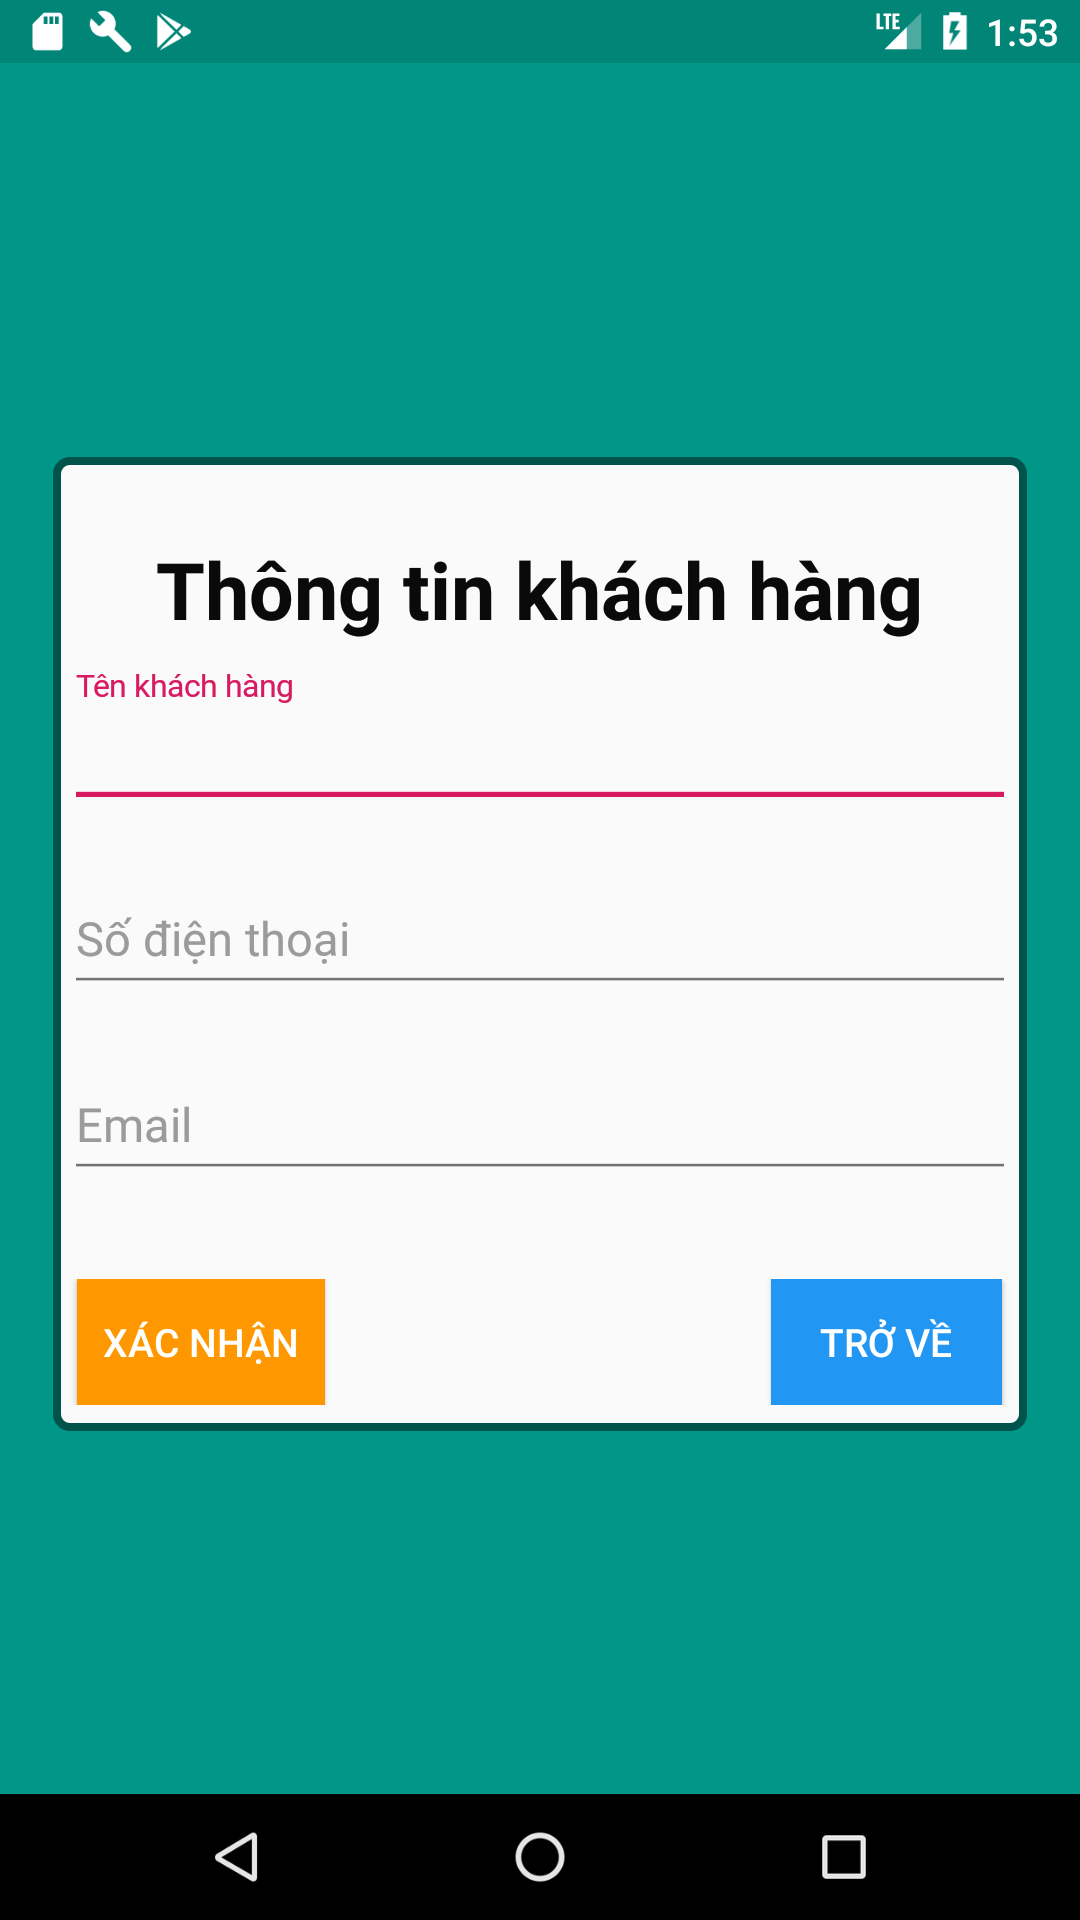 LTE 1:53
Thông tin khách hàng
Tên khách hàng
Số điện thoại
Email
XÁC NHẬN TRỞ VỀ